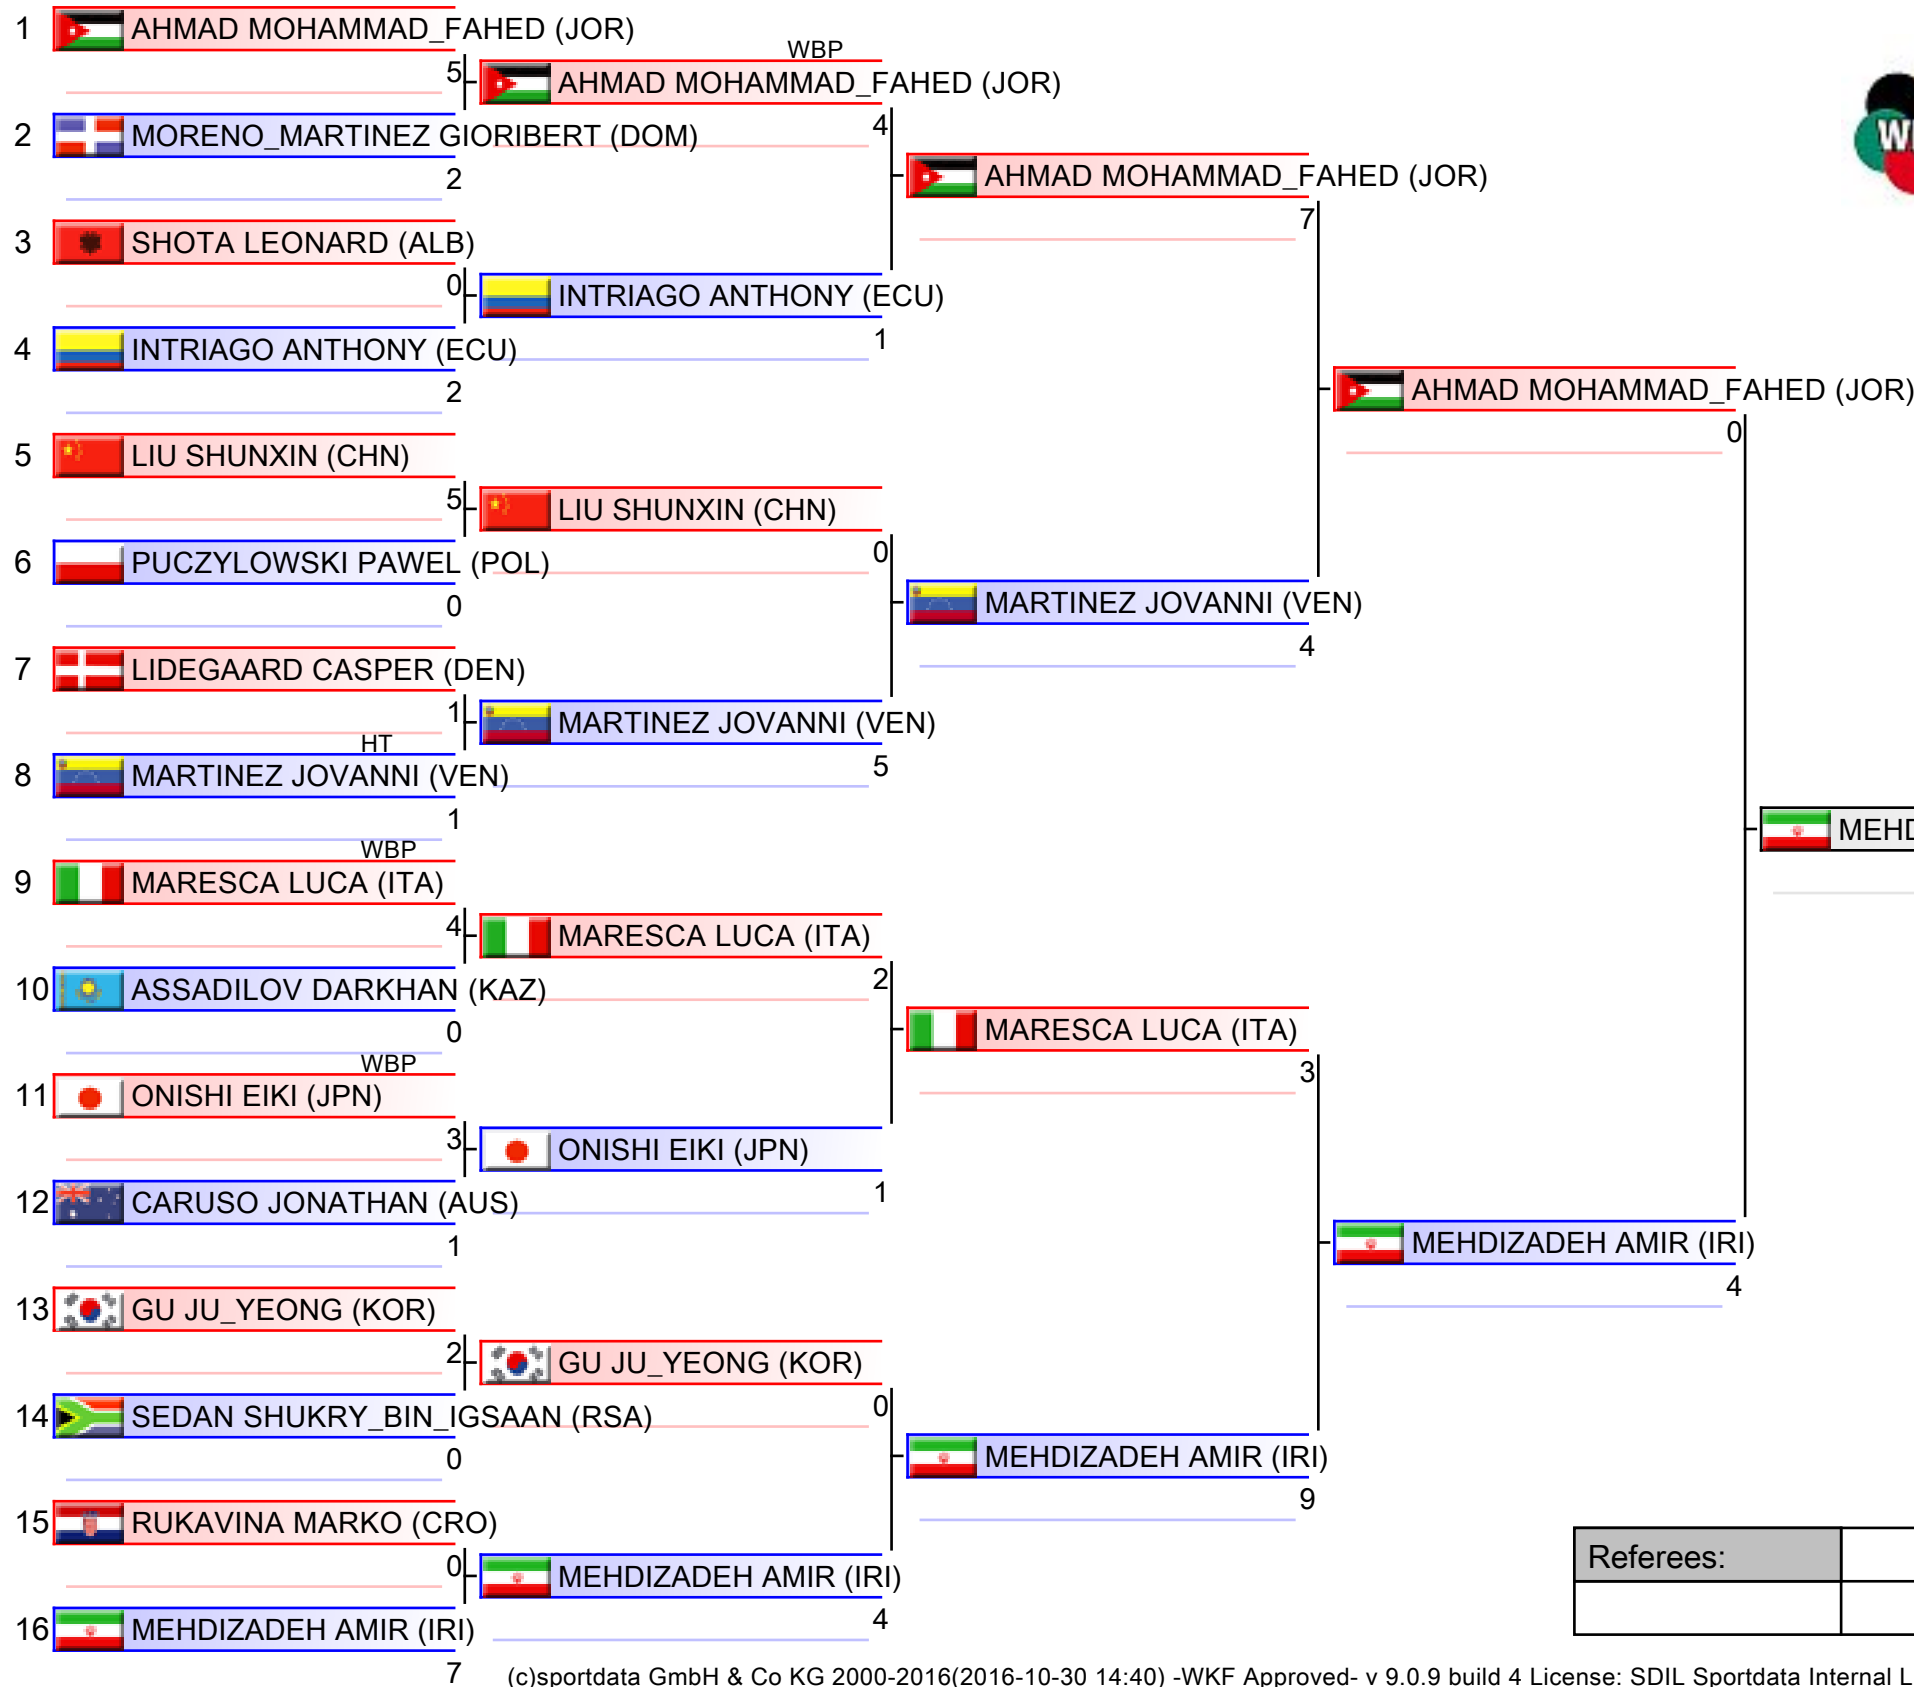 1 AHMAD MOHAMMAD_FAHED (JOR)
5
2 MORENO_MARTINEZ GIORIBERT (DOM)
2
3 SHOTA LEONARD (ALB)
0
4 INTRIAGO ANTHONY (ECU)
2
5 LIU SHUNXIN (CHN)
5
6 PUCZYLOWSKI PAWEL (POL)
0
7 LIDEGAARD CASPER (DEN)
1
HT
8 MARTINEZ JOVANNI (VEN)
1
WBP
9 MARESCA LUCA (ITA)
4
10 ASSADILOV DARKHAN (KAZ)
0
WBP
11 ONISHI EIKI (JPN)
3
12 CARUSO JONATHAN (AUS)
1
13 GU JU_YEONG (KOR)
2
14 SEDAN SHUKRY_BIN_IGSAAN (RSA)
0
15 RUKAVINA MARKO (CRO)
0
16 MEHDIZADEH AMIR (IRI)
7
WBP
AHMAD MOHAMMAD_FAHED (JOR)
4
INTRIAGO ANTHONY (ECU)
1
LIU SHUNXIN (CHN)
0
MARTINEZ JOVANNI (VEN)
5
MARESCA LUCA (ITA)
2
ONISHI EIKI (JPN)
1
GU JU_YEONG (KOR)
0
MEHDIZADEH AMIR (IRI)
4
AHMAD MOHAMMAD_FAHED (JOR)
7
MARTINEZ JOVANNI (VEN)
4
MARESCA LUCA (ITA)
3
MEHDIZADEH AMIR (IRI)
9
AHMAD MOHAMMAD_FAHED (JOR)
0
MEHDIZADEH AMIR (IRI)
4
Referees:
(c)sportdata GmbH & Co KG 2000-2016(2016-10-30 14:40) -WKF Approved- v 9.0.9 build 4 License: SDIL Sportdata Internal L